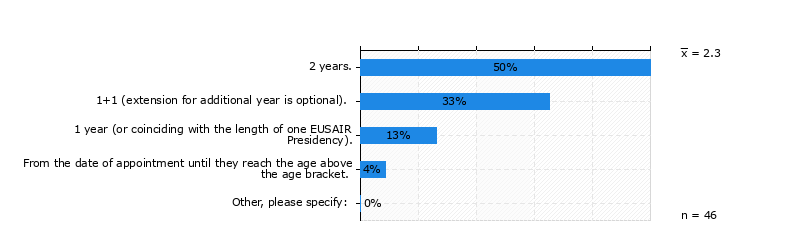 x̅ = 2.3
2 years.
50%
1+1 (extension for additional year is optional).
33%
1 year (or coinciding with the length of one EUSAIR
Presidency).
13%
From the date of appointment until they reach the age above
the age bracket.
4%
Other, please specify:
0%
n = 46